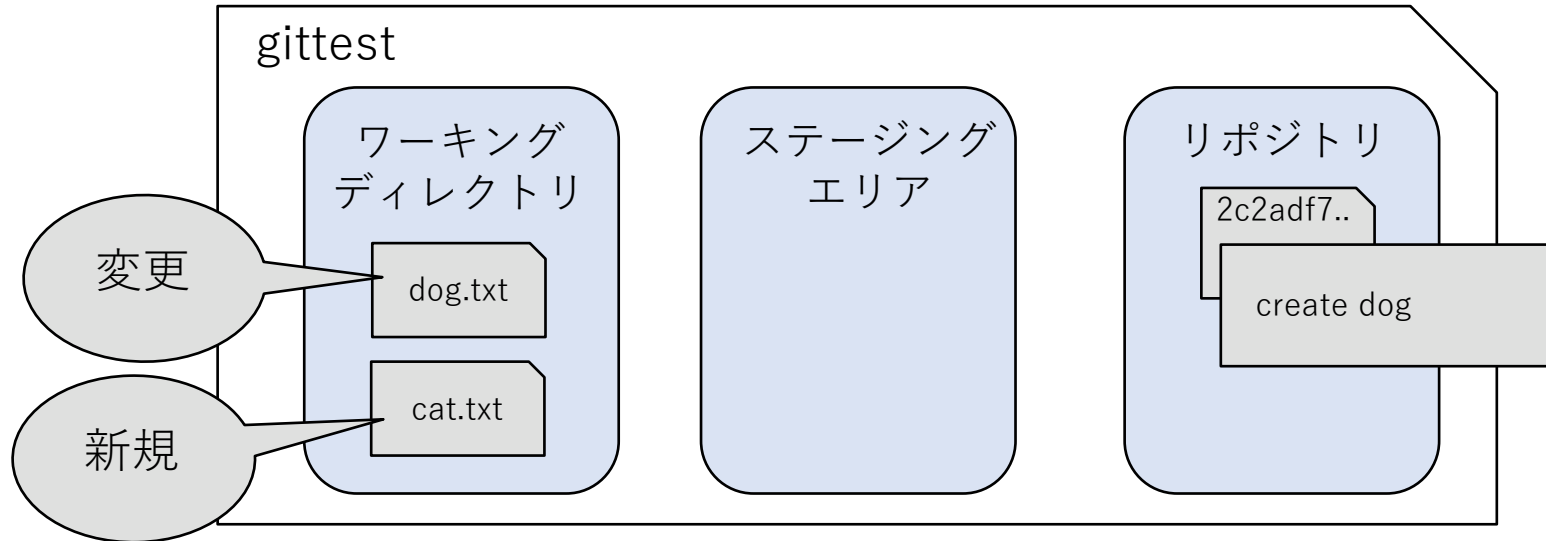 gittest
ワーキング
ディレクトリ
変更
dog.txt
新規
cat.txt
ステージング
エリア
リポジトリ
2c2adf7..
create dog